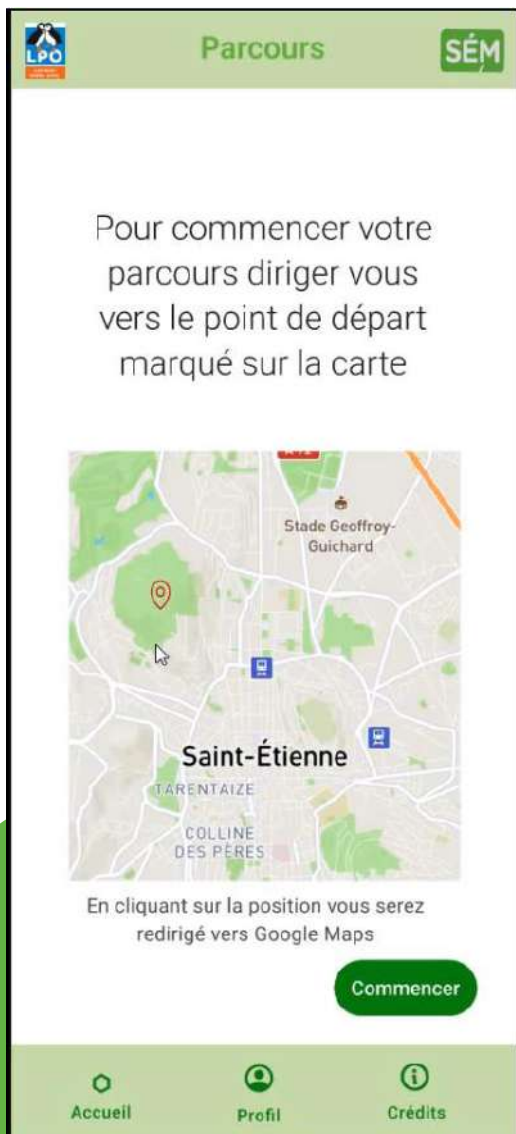 LPO
Parcours
SÉM
Pour commencer votre
parcours diriger vous
vers le point de départ
marqué sur la carte
Stade Geoffroy-
Guichard
Saint-Étienne
TARENTAIZE
COLLINE
DES PÈRES
En cliquant sur la position vous serez
redirigé vers Google Maps
Commencer
Accueil
Profil
Crédits